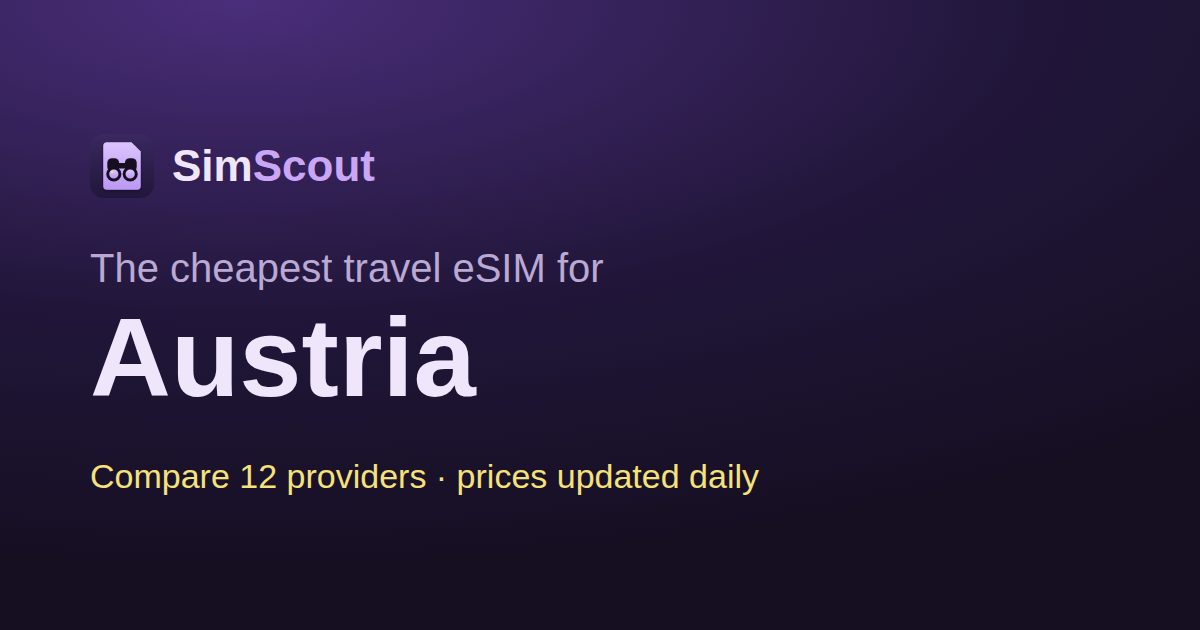 SimScout
The cheapest travel eSIM for
Austria
Compare 12 providers · prices updated daily